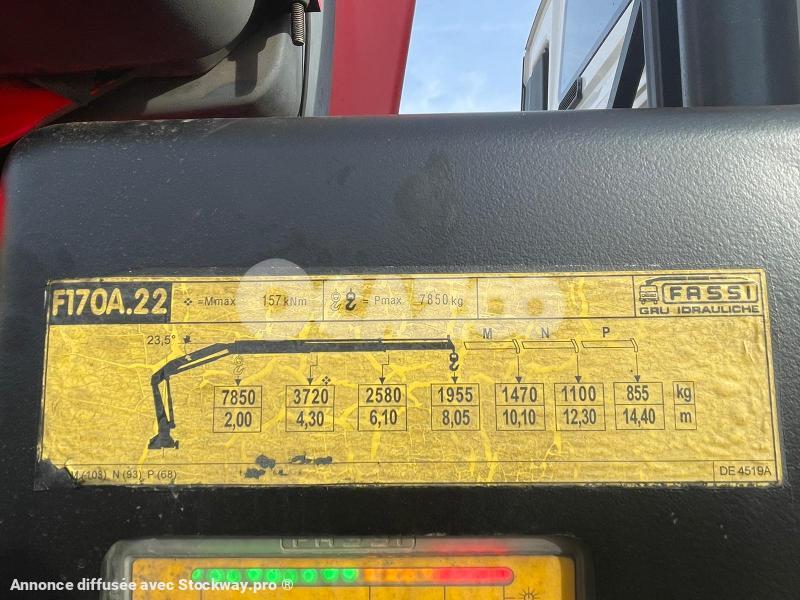 F170A.22 =Mmax 157 kNm = Pmax 7850 kg FASSI
GRU IDRAULICHE
23,5° M N P
7850 3720 2580 1955 1470 1100 855 kg
2,00 4,30 6,10 8,05 10,10 12,30 14,40 m
M (103) N (93) P (68) DE 4519A
FASSI
Annonce diffusée avec Stockway.pro ®